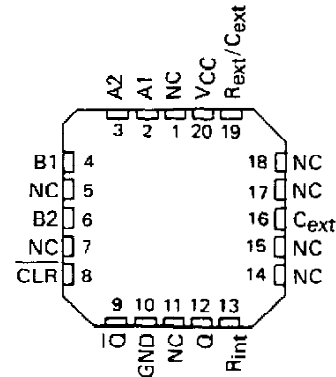 A2 A1 NC VCC Rext/Cext
3 2 1 20 19
B1 4
NC 5
B2 6
NC 7
CLR 8
18 NC
17 NC
16 Cext
15 NC
14 NC
9 10 11 12 13
Q GND NC Q Rint